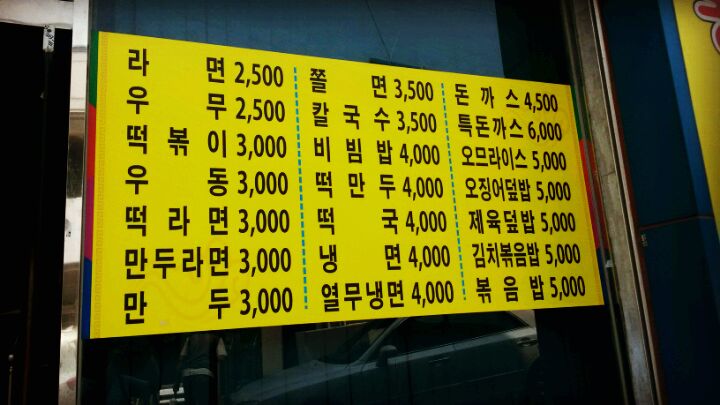 라면 2,500
우무 2,500
떡볶이 3,000
우동 3,000
떡라면 3,000
만두라면 3,000
만두 3,000
쫄면 3,500
칼국수 3,500
비빔밥 4,000
떡만두 4,000
떡국 4,000
냉면 4,000
열무냉면 4,000
돈까스 4,500
특돈까스 6,000
오므라이스 5,000
오징어덮밥 5,000
제육덮밥 5,000
김치볶음밥 5,000
볶음밥 5,000